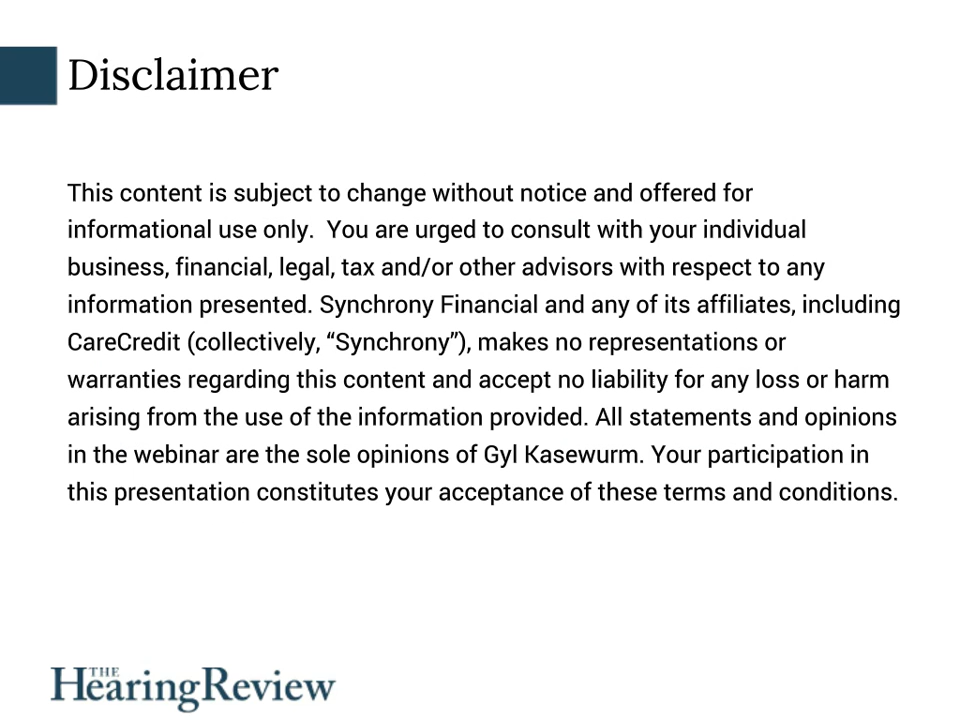 Disclaimer
This content is subject to change without notice and offered for
informational use only.  You are urged to consult with your individual
business, financial, legal, tax and/or other advisors with respect to any
information presented. Synchrony Financial and any of its affiliates, including
CareCredit (collectively, “Synchrony”), makes no representations or
warranties regarding this content and accept no liability for any loss or harm
arising from the use of the information provided. All statements and opinions
in the webinar are the sole opinions of Gyl Kasewurm. Your participation in
this presentation constitutes your acceptance of these terms and conditions.
THE
HearingReview